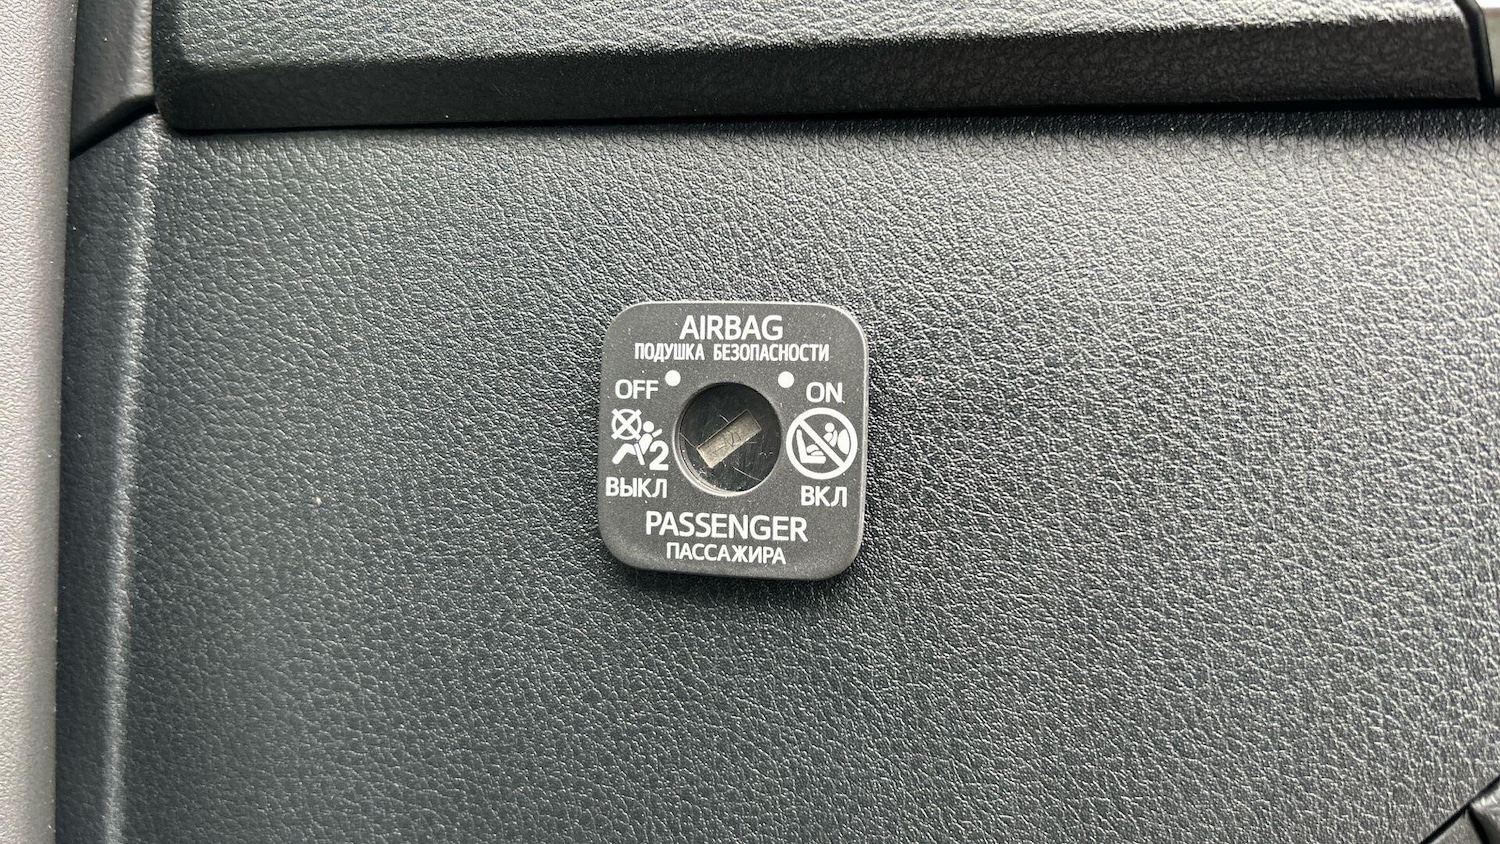 AIRBAG
ПОДУШКА БЕЗОПАСНОСТИ
OFF ON
2
ВЫКЛ ВКЛ
PASSENGER
ПАССАЖИРА